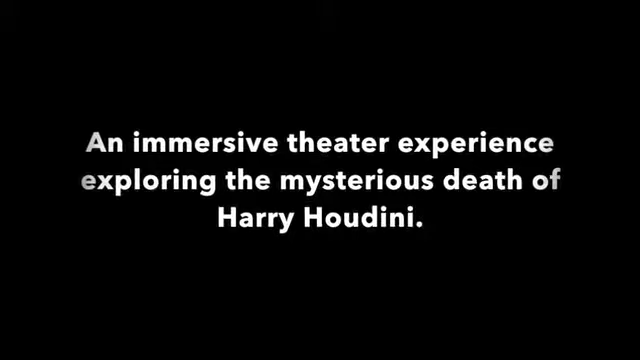 An immersive theater experience
exploring the mysterious death of
Harry Houdini.